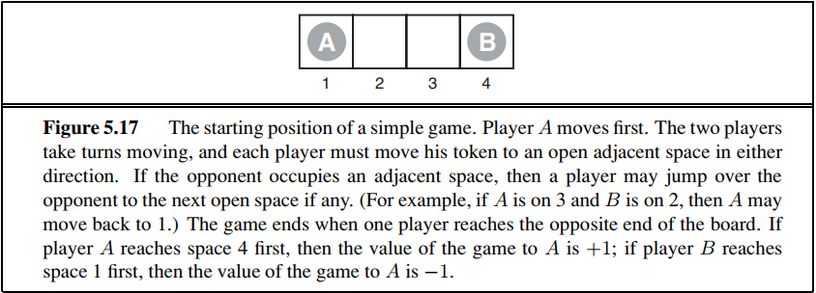 A B
1 2 3 4
Figure 5.17 The starting position of a simple game. Player A moves first. The two players
take turns moving, and each player must move his token to an open adjacent space in either
direction. If the opponent occupies an adjacent space, then a player may jump over the
opponent to the next open space if any. (For example, if A is on 3 and B is on 2, then A may
move back to 1.) The game ends when one player reaches the opposite end of the board. If
player A reaches space 4 first, then the value of the game to A is +1; if player B reaches
space 1 first, then the value of the game to A is −1.